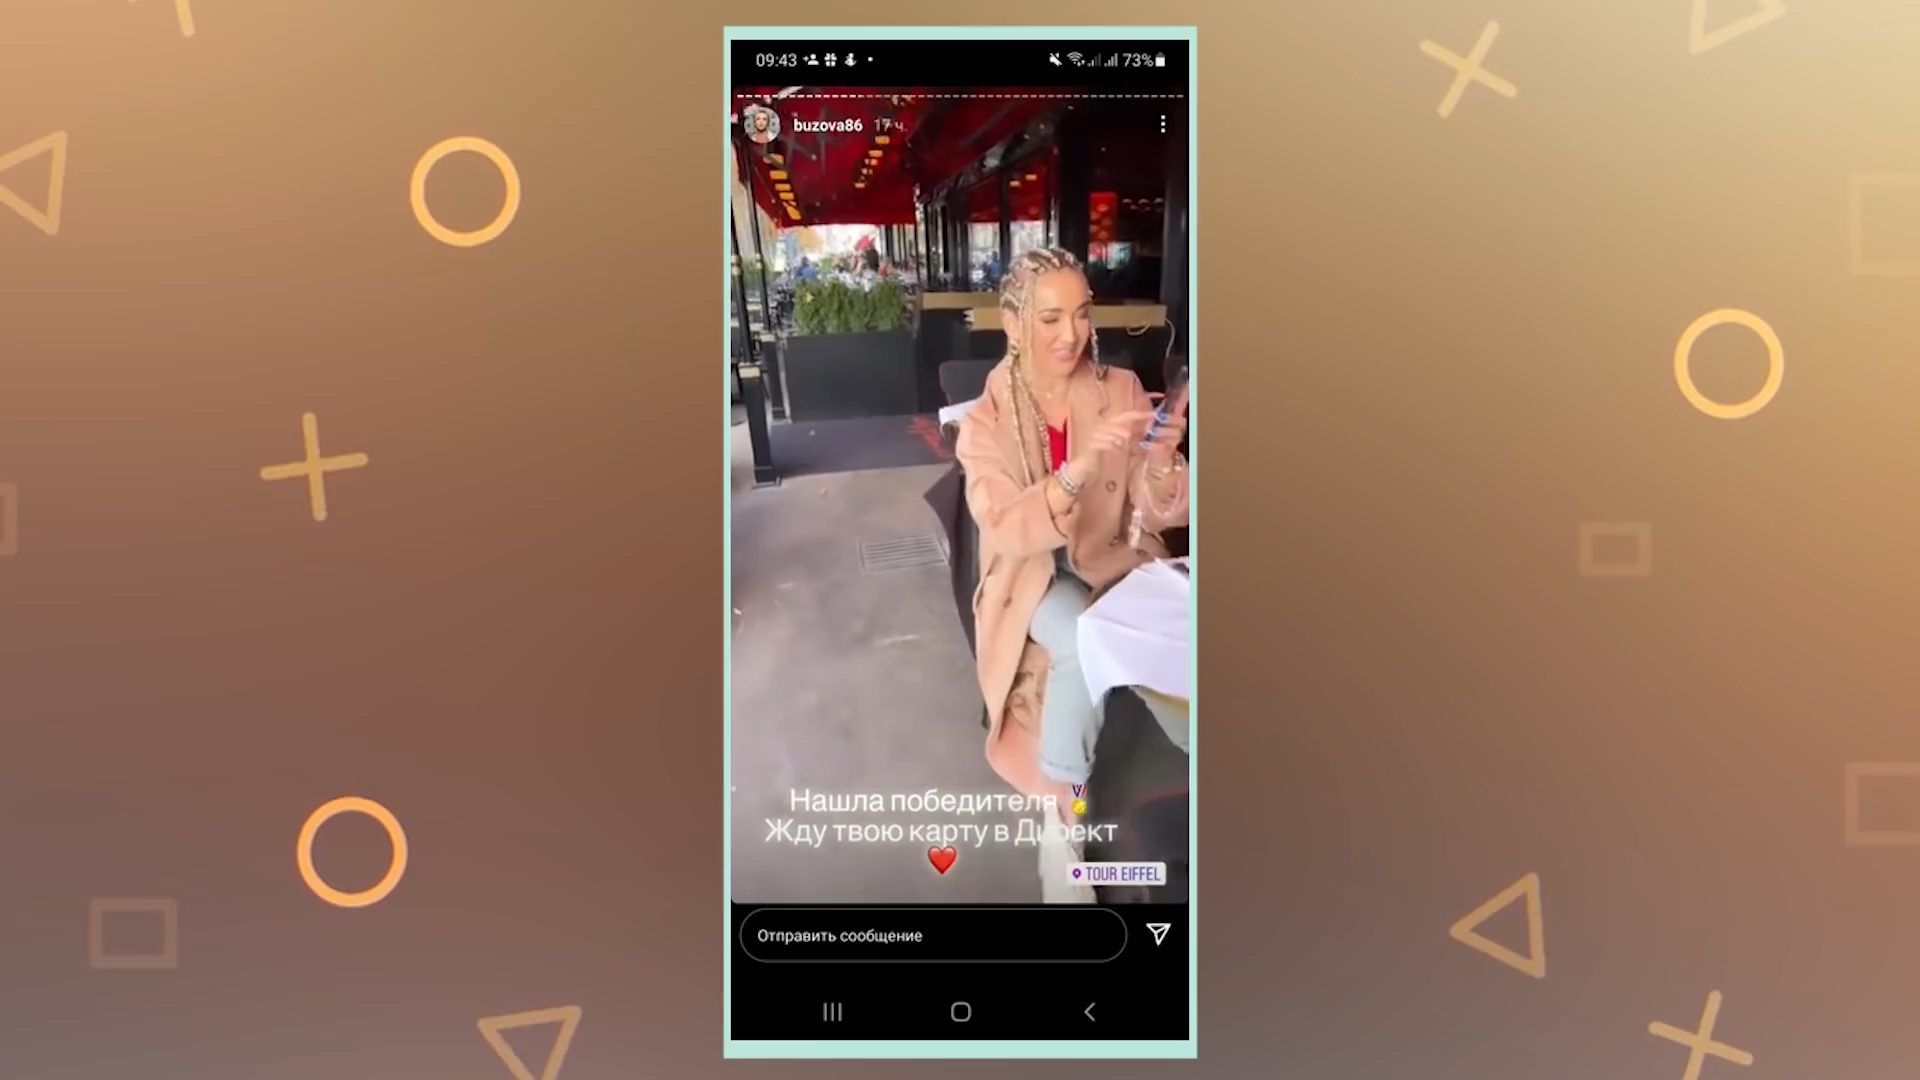 09:43
73%
buzova86 17 ч.
Нашла победителя
Жду твою карту в Директ
TOUR EIFFEL
Отправить сообщение